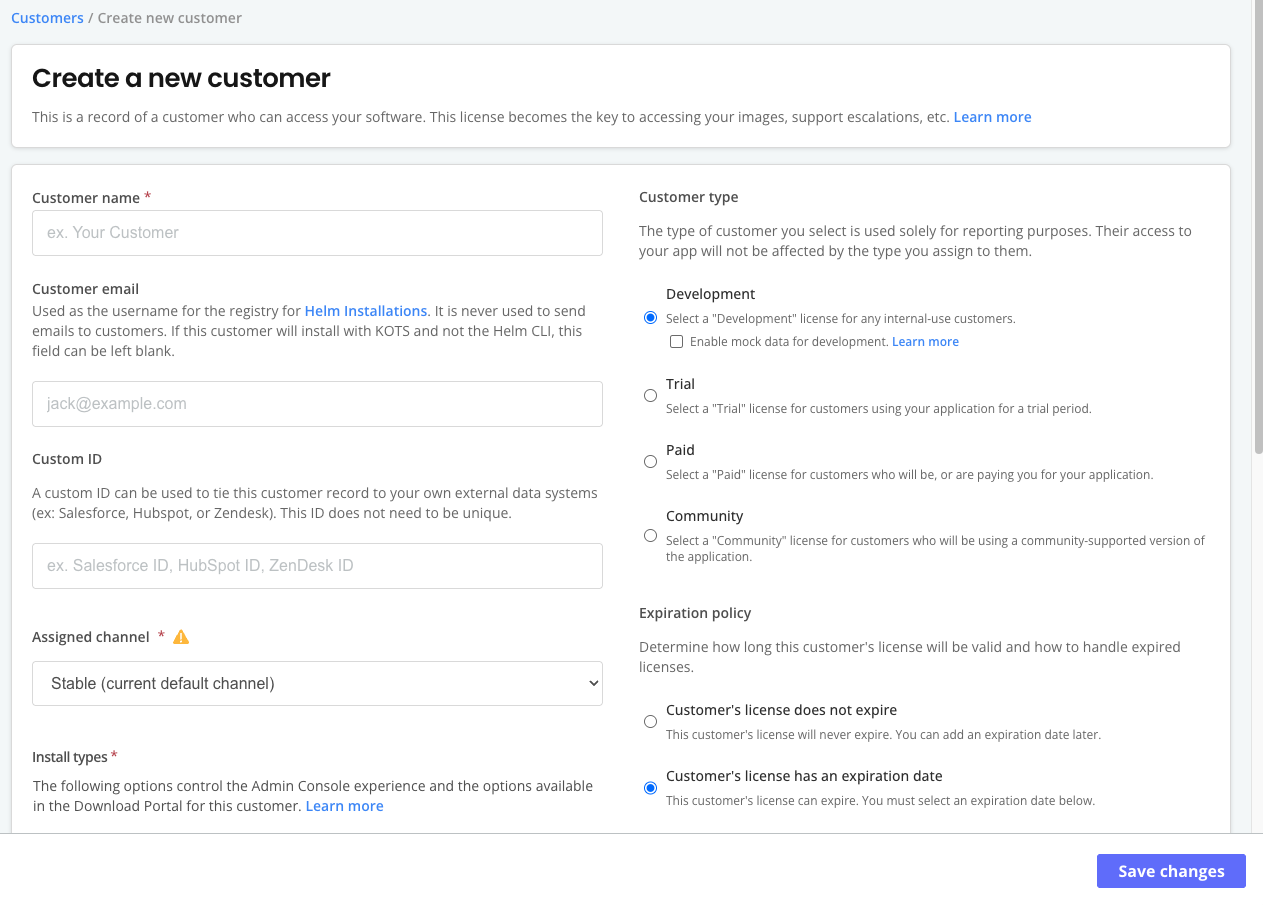 Customers / Create new customer
Create a new customer
This is a record of a customer who can access your software. This license becomes the key to accessing your images, support escalations, etc. Learn more
Customer name *
ex. Your Customer
Customer email
Used as the username for the registry for Helm Installations. It is never used to send
emails to customers. If this customer will install with KOTS and not the Helm CLI, this
field can be left blank.
jack@example.com
Custom ID
A custom ID can be used to tie this customer record to your own external data systems
(ex: Salesforce, Hubspot, or Zendesk). This ID does not need to be unique.
ex. Salesforce ID, HubSpot ID, ZenDesk ID
Assigned channel *
Stable (current default channel)
Install types *
The following options control the Admin Console experience and the options available
in the Download Portal for this customer. Learn more
Customer type
The type of customer you select is used solely for reporting purposes. Their access to
your app will not be affected by the type you assign to them.
Development
Select a "Development" license for any internal-use customers.
Enable mock data for development. Learn more
Trial
Select a "Trial" license for customers using your application for a trial period.
Paid
Select a "Paid" license for customers who will be, or are paying you for your application.
Community
Select a "Community" license for customers who will be using a community-supported version of
the application.
Expiration policy
Determine how long this customer's license will be valid and how to handle expired
licenses.
Customer's license does not expire
This customer's license will never expire. You can add an expiration date later.
Customer's license has an expiration date
This customer's license can expire. You must select an expiration date below.
Save changes